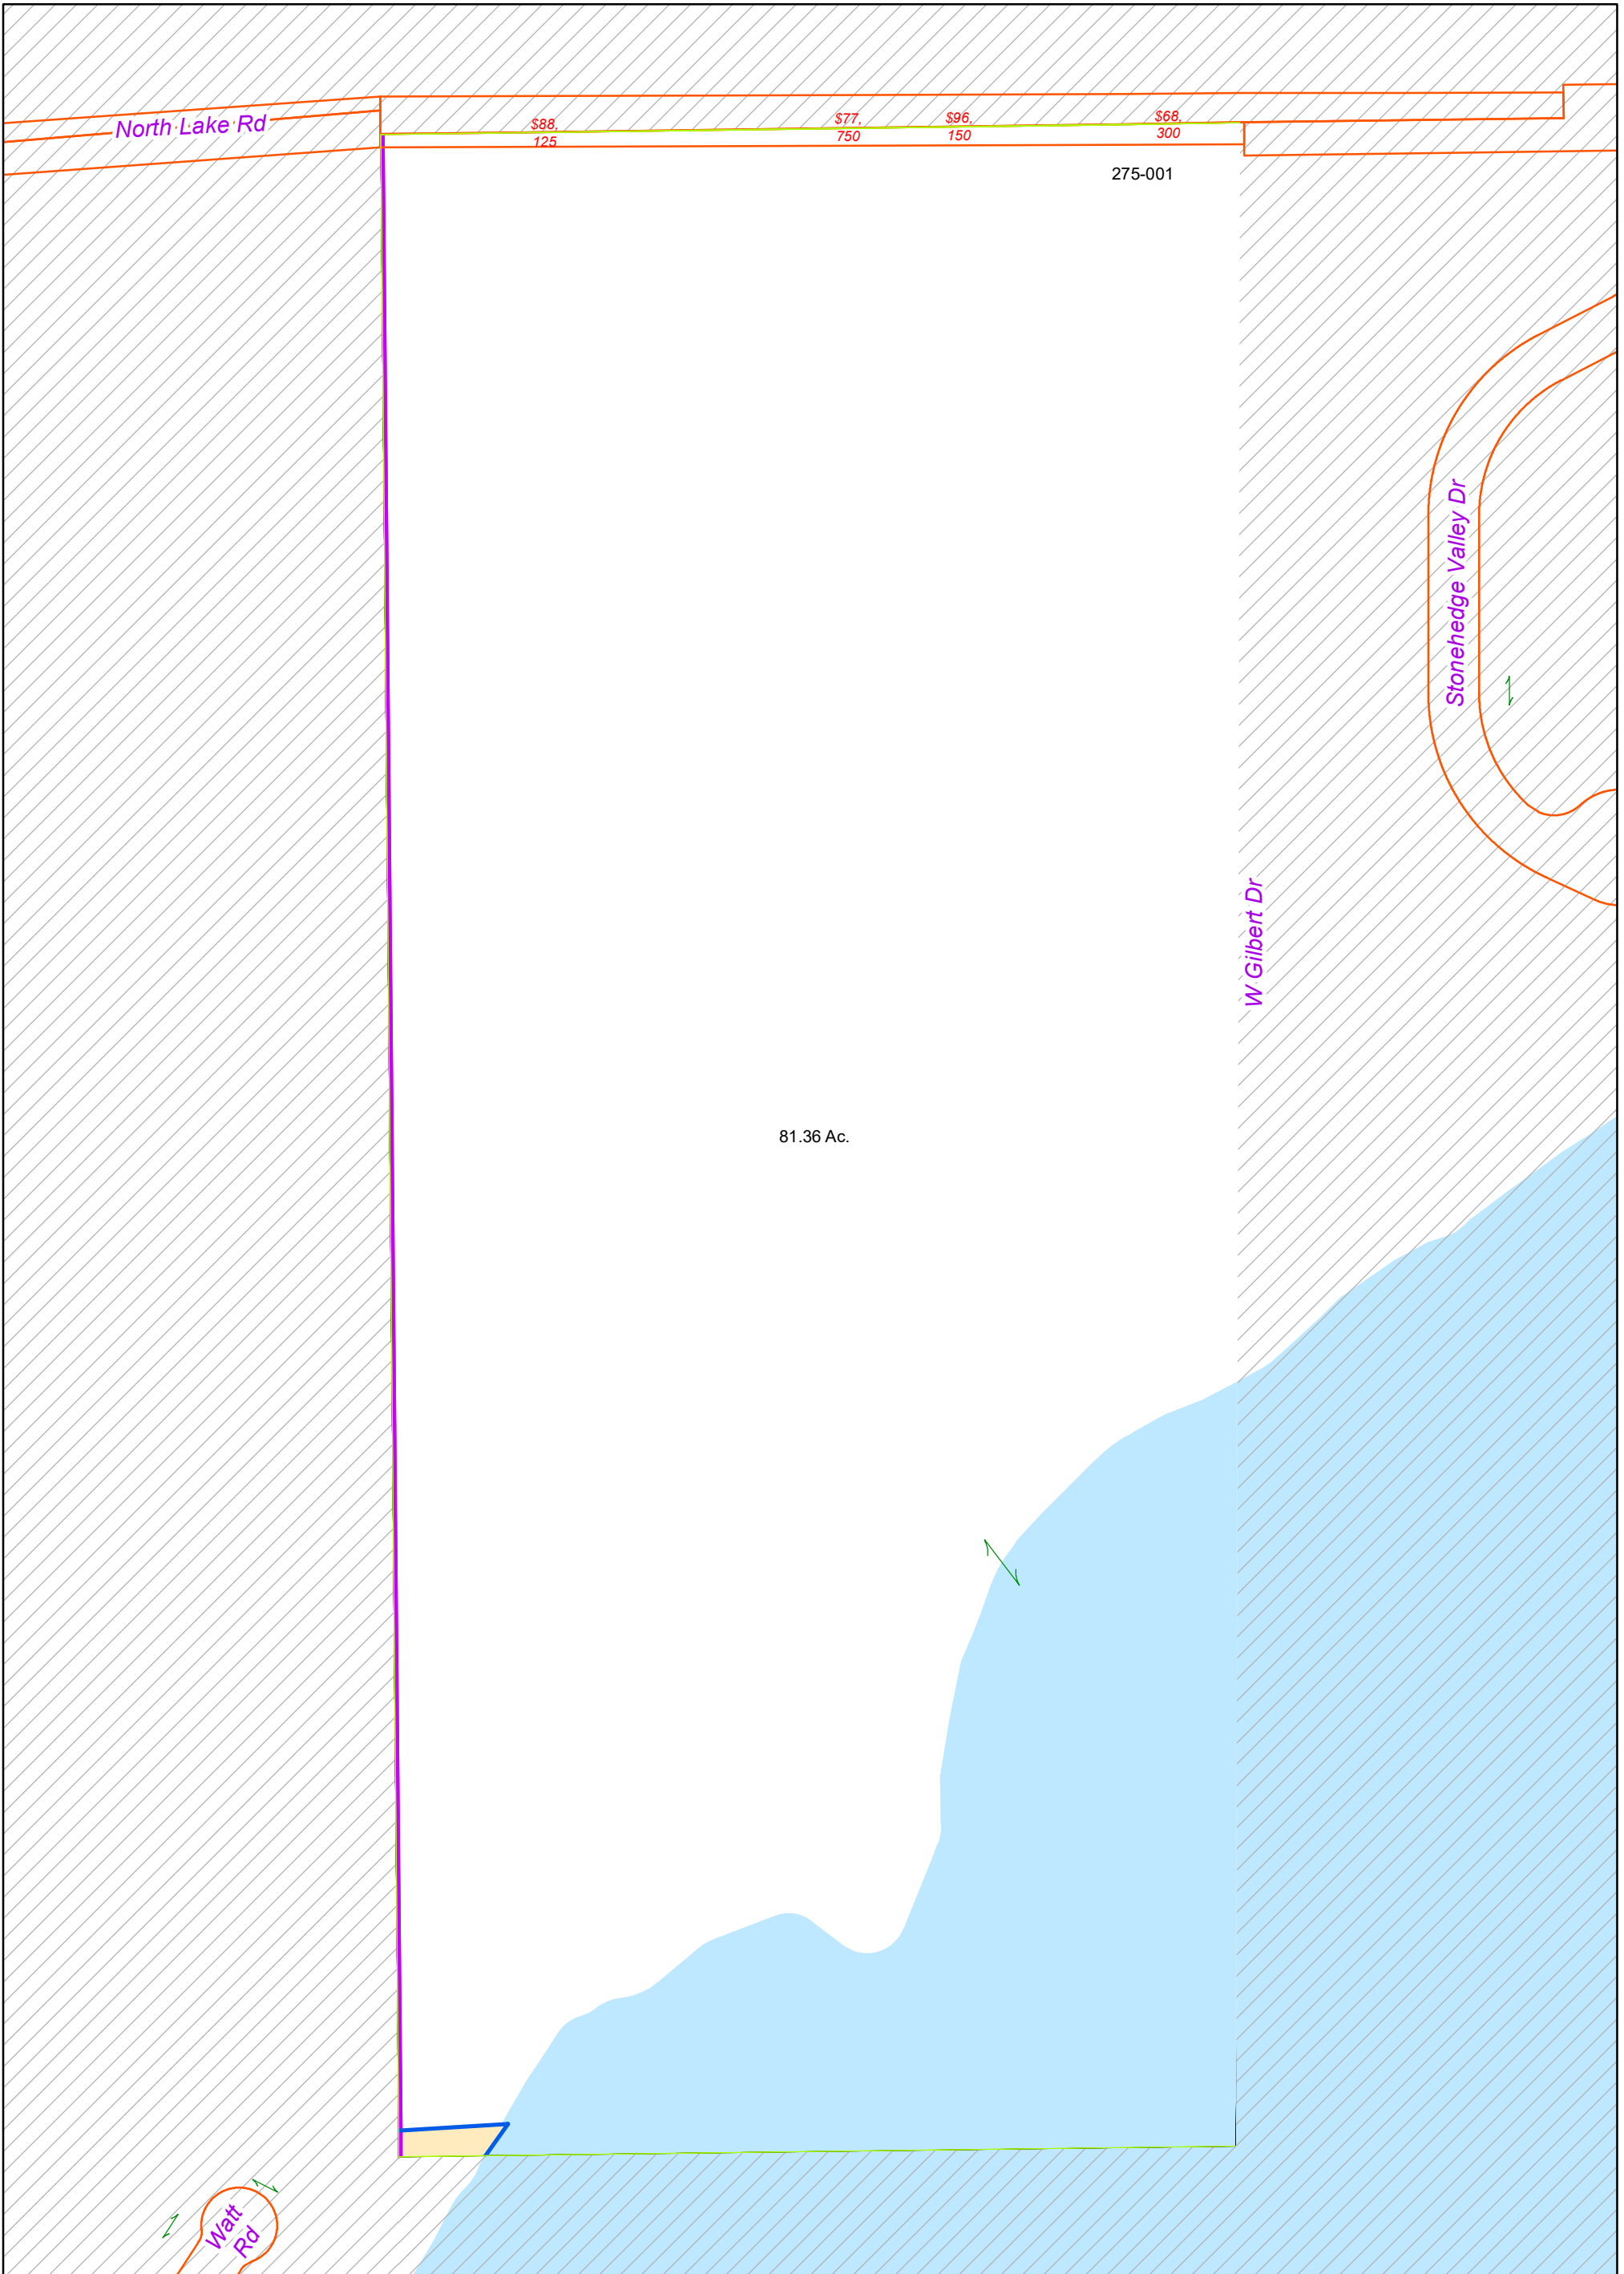 North Lake Rd
$88,
125
$77,
750
$96,
150
$68,
300
275-001
Stonehedge Valley Dr
W Gilbert Dr
81.36 Ac.
Watt
Rd